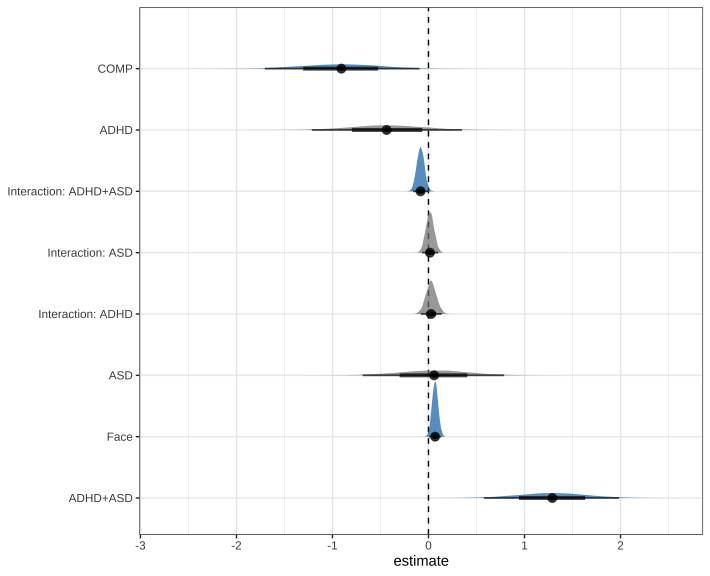 COMP
ADHD
Interaction: ADHD+ASD
Interaction: ASD
Interaction: ADHD
ASD
Face
ADHD+ASD
-3 -2 -1 0 1 2
estimate